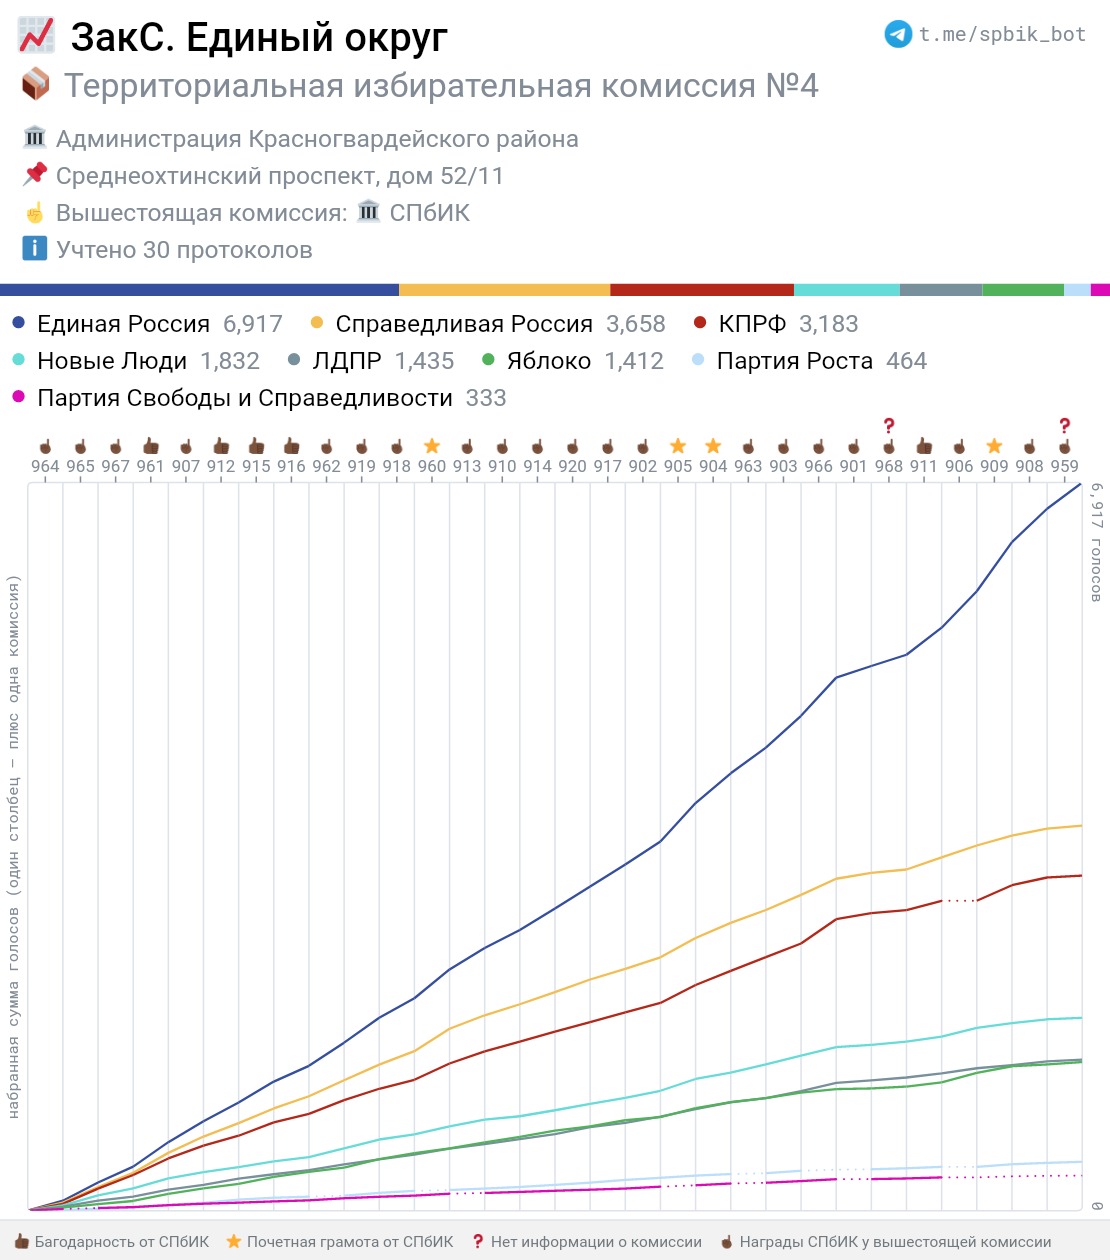 ЗакС. Единый округ
t.me/spbik_bot
Территориальная избирательная комиссия №4
Администрация Красногвардейского района
Среднеохтинский проспект, дом 52/11
Вышестоящая комиссия: СПбИК
Учтено 30 протоколов
Единая Россия 6,917 Справедливая Россия 3,658 КПРФ 3,183
Новые Люди 1,832 ЛДПР 1,435 Яблоко 1,412 Партия Роста 464
Партия Свободы и Справедливости 333
964 965 967 961 907 912 915 916 962 919 918 960 913 910 914 920 917 902 905 904 963 903 966 901 968 911 906 909 908 959
6,917 голосов
набранная сумма голосов (один столбец – плюс одна комиссия)
0
Багодарность от СПбИК Почетная грамота от СПбИК Нет информации о комиссии Награды СПбИК у вышестоящей комиссии